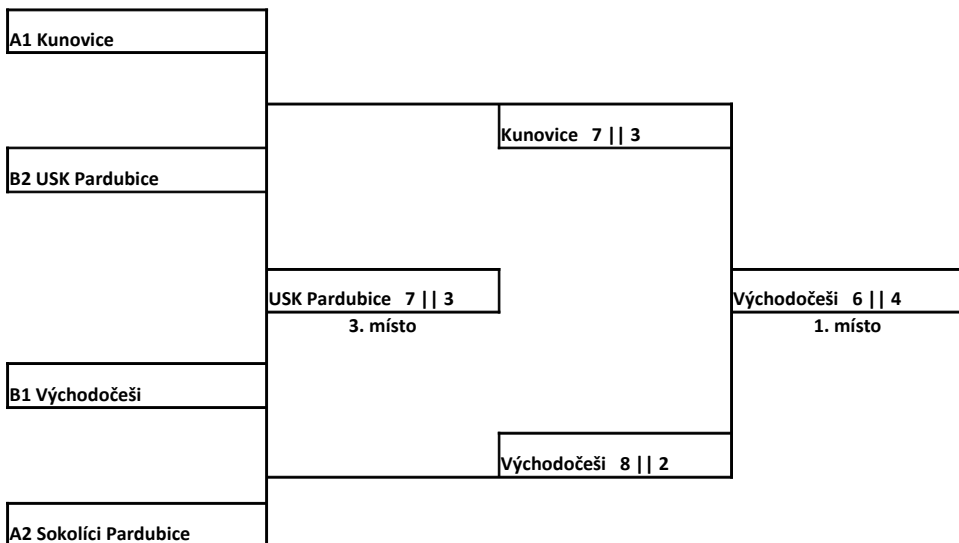 A1 Kunovice
Kunovice 7 || 3
B2 USK Pardubice
USK Pardubice 7 || 3
3. místo
Východočeši 6 || 4
1. místo
B1 Východočeši
Východočeši 8 || 2
A2 Sokolíci Pardubice